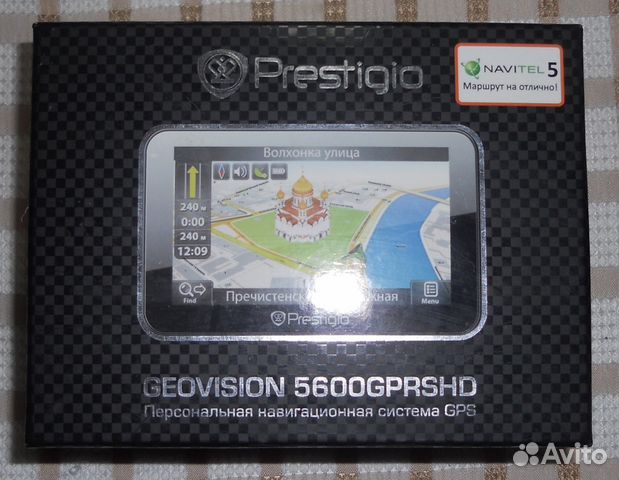 Prestigio
NAVITEL 5
Маршрут на отлично!
Волхонка улица
240 м
0:00
240 м
12:09
Find
Menu
Prestigio
GEOVISION 5600GPRSHD
Персональная навигационная система GPS
Avito